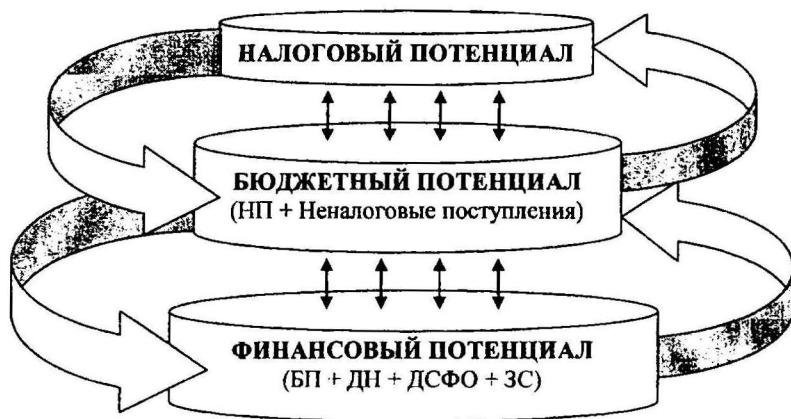 НАЛОГОВЫЙ ПОТЕНЦИАЛ
БЮДЖЕТНЫЙ ПОТЕНЦИАЛ
(НП + Неналоговые поступления)
ФИНАНСОВЫЙ ПОТЕНЦИАЛ
(БП + ДН + ДСФО + ЗС)